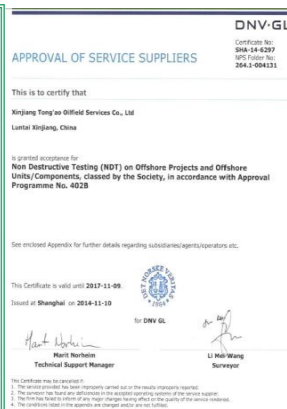 DNV·GL
Certificate No:
SHA-14-6297
NPS Folder No:
264.1-004131
APPROVAL OF SERVICE SUPPLIERS
This is to certify that
Xinjiang Tong'ao Oilfield Services Co., Ltd
Luntai Xinjiang, China
is granted acceptance for
Non Destructive Testing (NDT) on Offshore Projects and Offshore
Units/Components, classed by the Society, in accordance with Approval
Programme No. 402B
See enclosed Appendix for further details regarding subsidiaries/agents/operators etc.
This Certificate is valid until 2017-11-09.
Issued at Shanghai on 2014-11-10
DET NORSKE VERITAS
1864
for DNV GL
Marit Norheim
Marit Norheim
Technical Support Manager
Li Mei Wang
Surveyor
This Certificate may be cancelled if:
1. The service provided has been improperly carried out or the results improperly reported.
2. The surveyor has found any deficiencies in the accepted operating systems of the service supplier.
3. The firm has failed to inform of any major changes having effect on the quality of the service rendered.
4. The conditions listed in the appendix are changed and/or are not fulfilled.